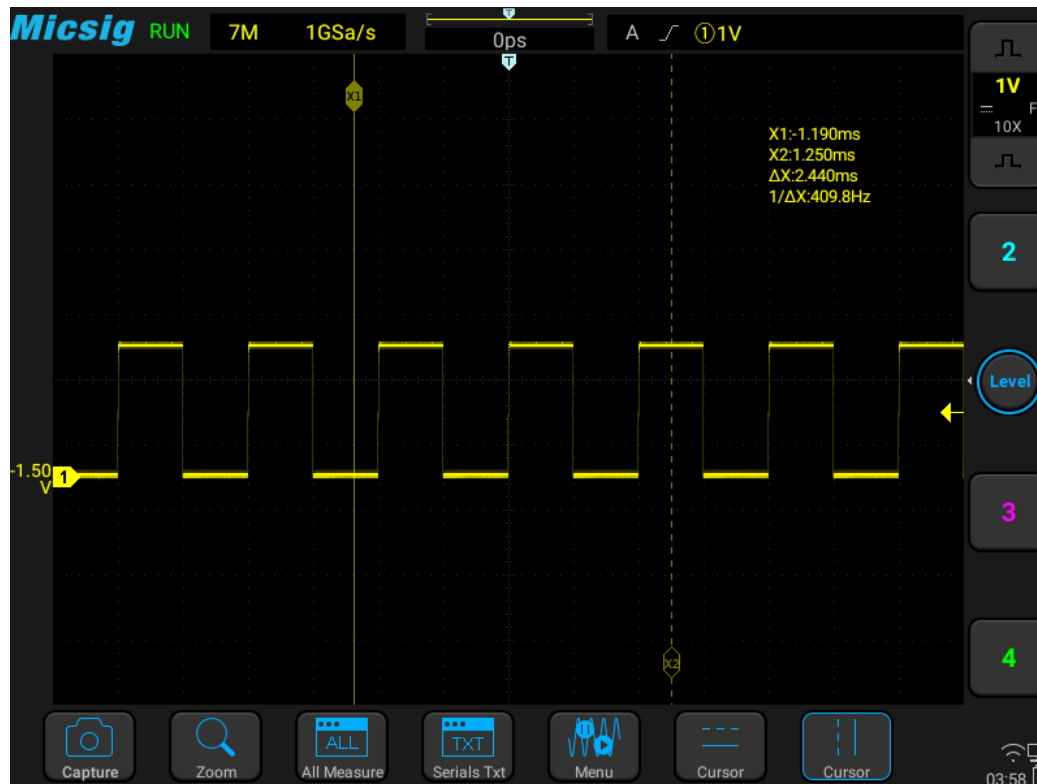 Micsig RUN 7M 1GSa/s T 0ps A ①1V
T
X1
1V
F
10X
X1:-1.190ms
X2:1.250ms
ΔX:2.440ms
1/ΔX:409.8Hz
2
Level
-1.50
V
1
3
X2
4
ALL
TXT
Capture Zoom All Measure Serials Txt Menu Cursor Cursor
03:58